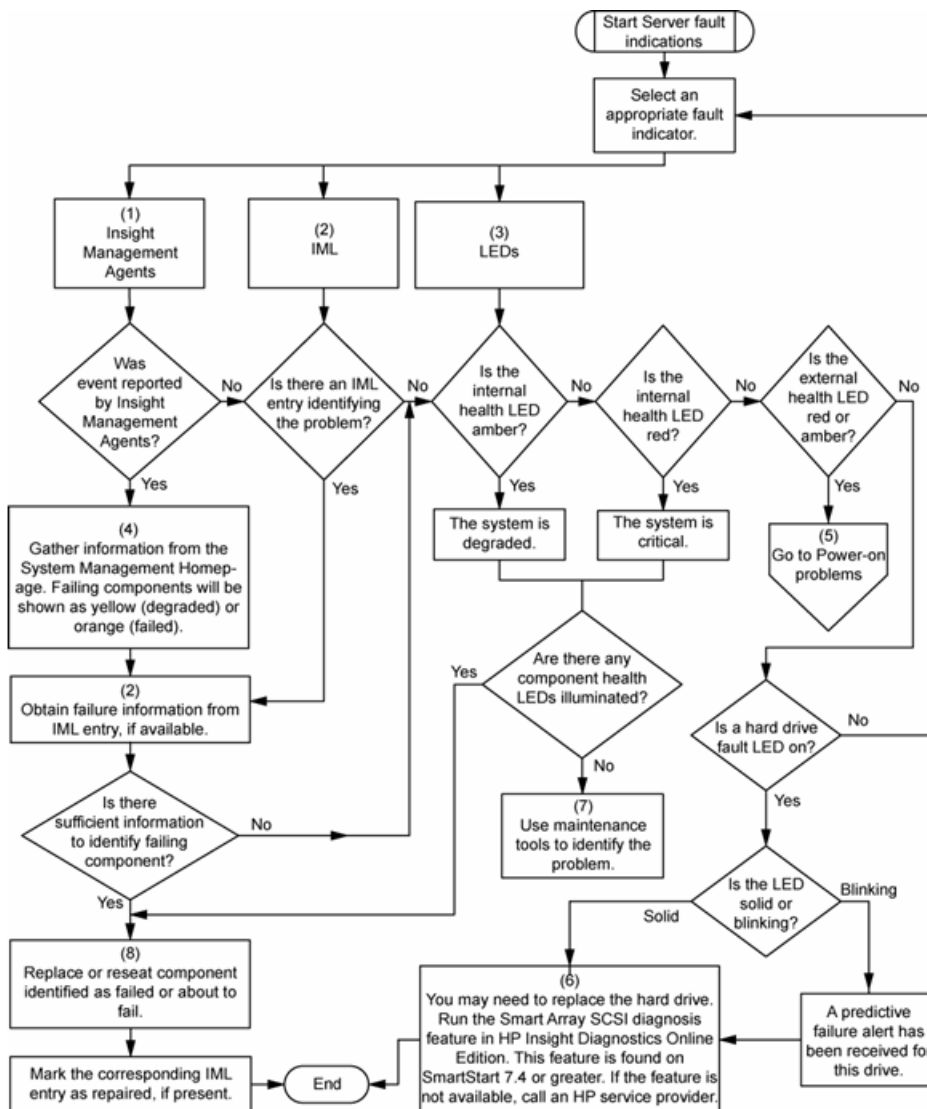 Start Server fault
indications
Select an
appropriate fault
indicator.
(1)
Insight
Management
Agents
(2)
IML
(3)
LEDs
Was
event reported
by Insight
Management
Agents?
No
Is there an IML
entry identifying
the problem?
No
Is the
internal
health LED
amber?
No
Is the
internal
health LED
red?
No
Is the
external
health LED
red or
amber?
No
Yes
Yes
Yes
Yes
Yes
(4)
Gather information from the
System Management Homep-
age. Failing components will be
shown as yellow (degraded) or
orange (failed).
The system is
degraded.
The system is
critical.
(5)
Go to Power-on
problems
(2)
Obtain failure information from
IML entry, if available.
Yes
Are there any
component health
LEDs illuminated?
No
Is a hard drive
fault LED on?
No
Yes
Is there
sufficient information
to identify failing
component?
No
Yes
(7)
Use maintenance
tools to identify the
problem.
Is the LED
solid or
blinking?
Solid
Blinking
(8)
Replace or reseat component
identified as failed or about to
fail.
(6)
You may need to replace the hard drive.
Run the Smart Array SCSI diagnosis
feature in HP Insight Diagnostics Online
Edition. This feature is found on
SmartStart 7.4 or greater. If the feature is
not available, call an HP service provider.
A predictive
failure alert has
been received for
this drive.
Mark the corresponding IML
entry as repaired, if present.
End